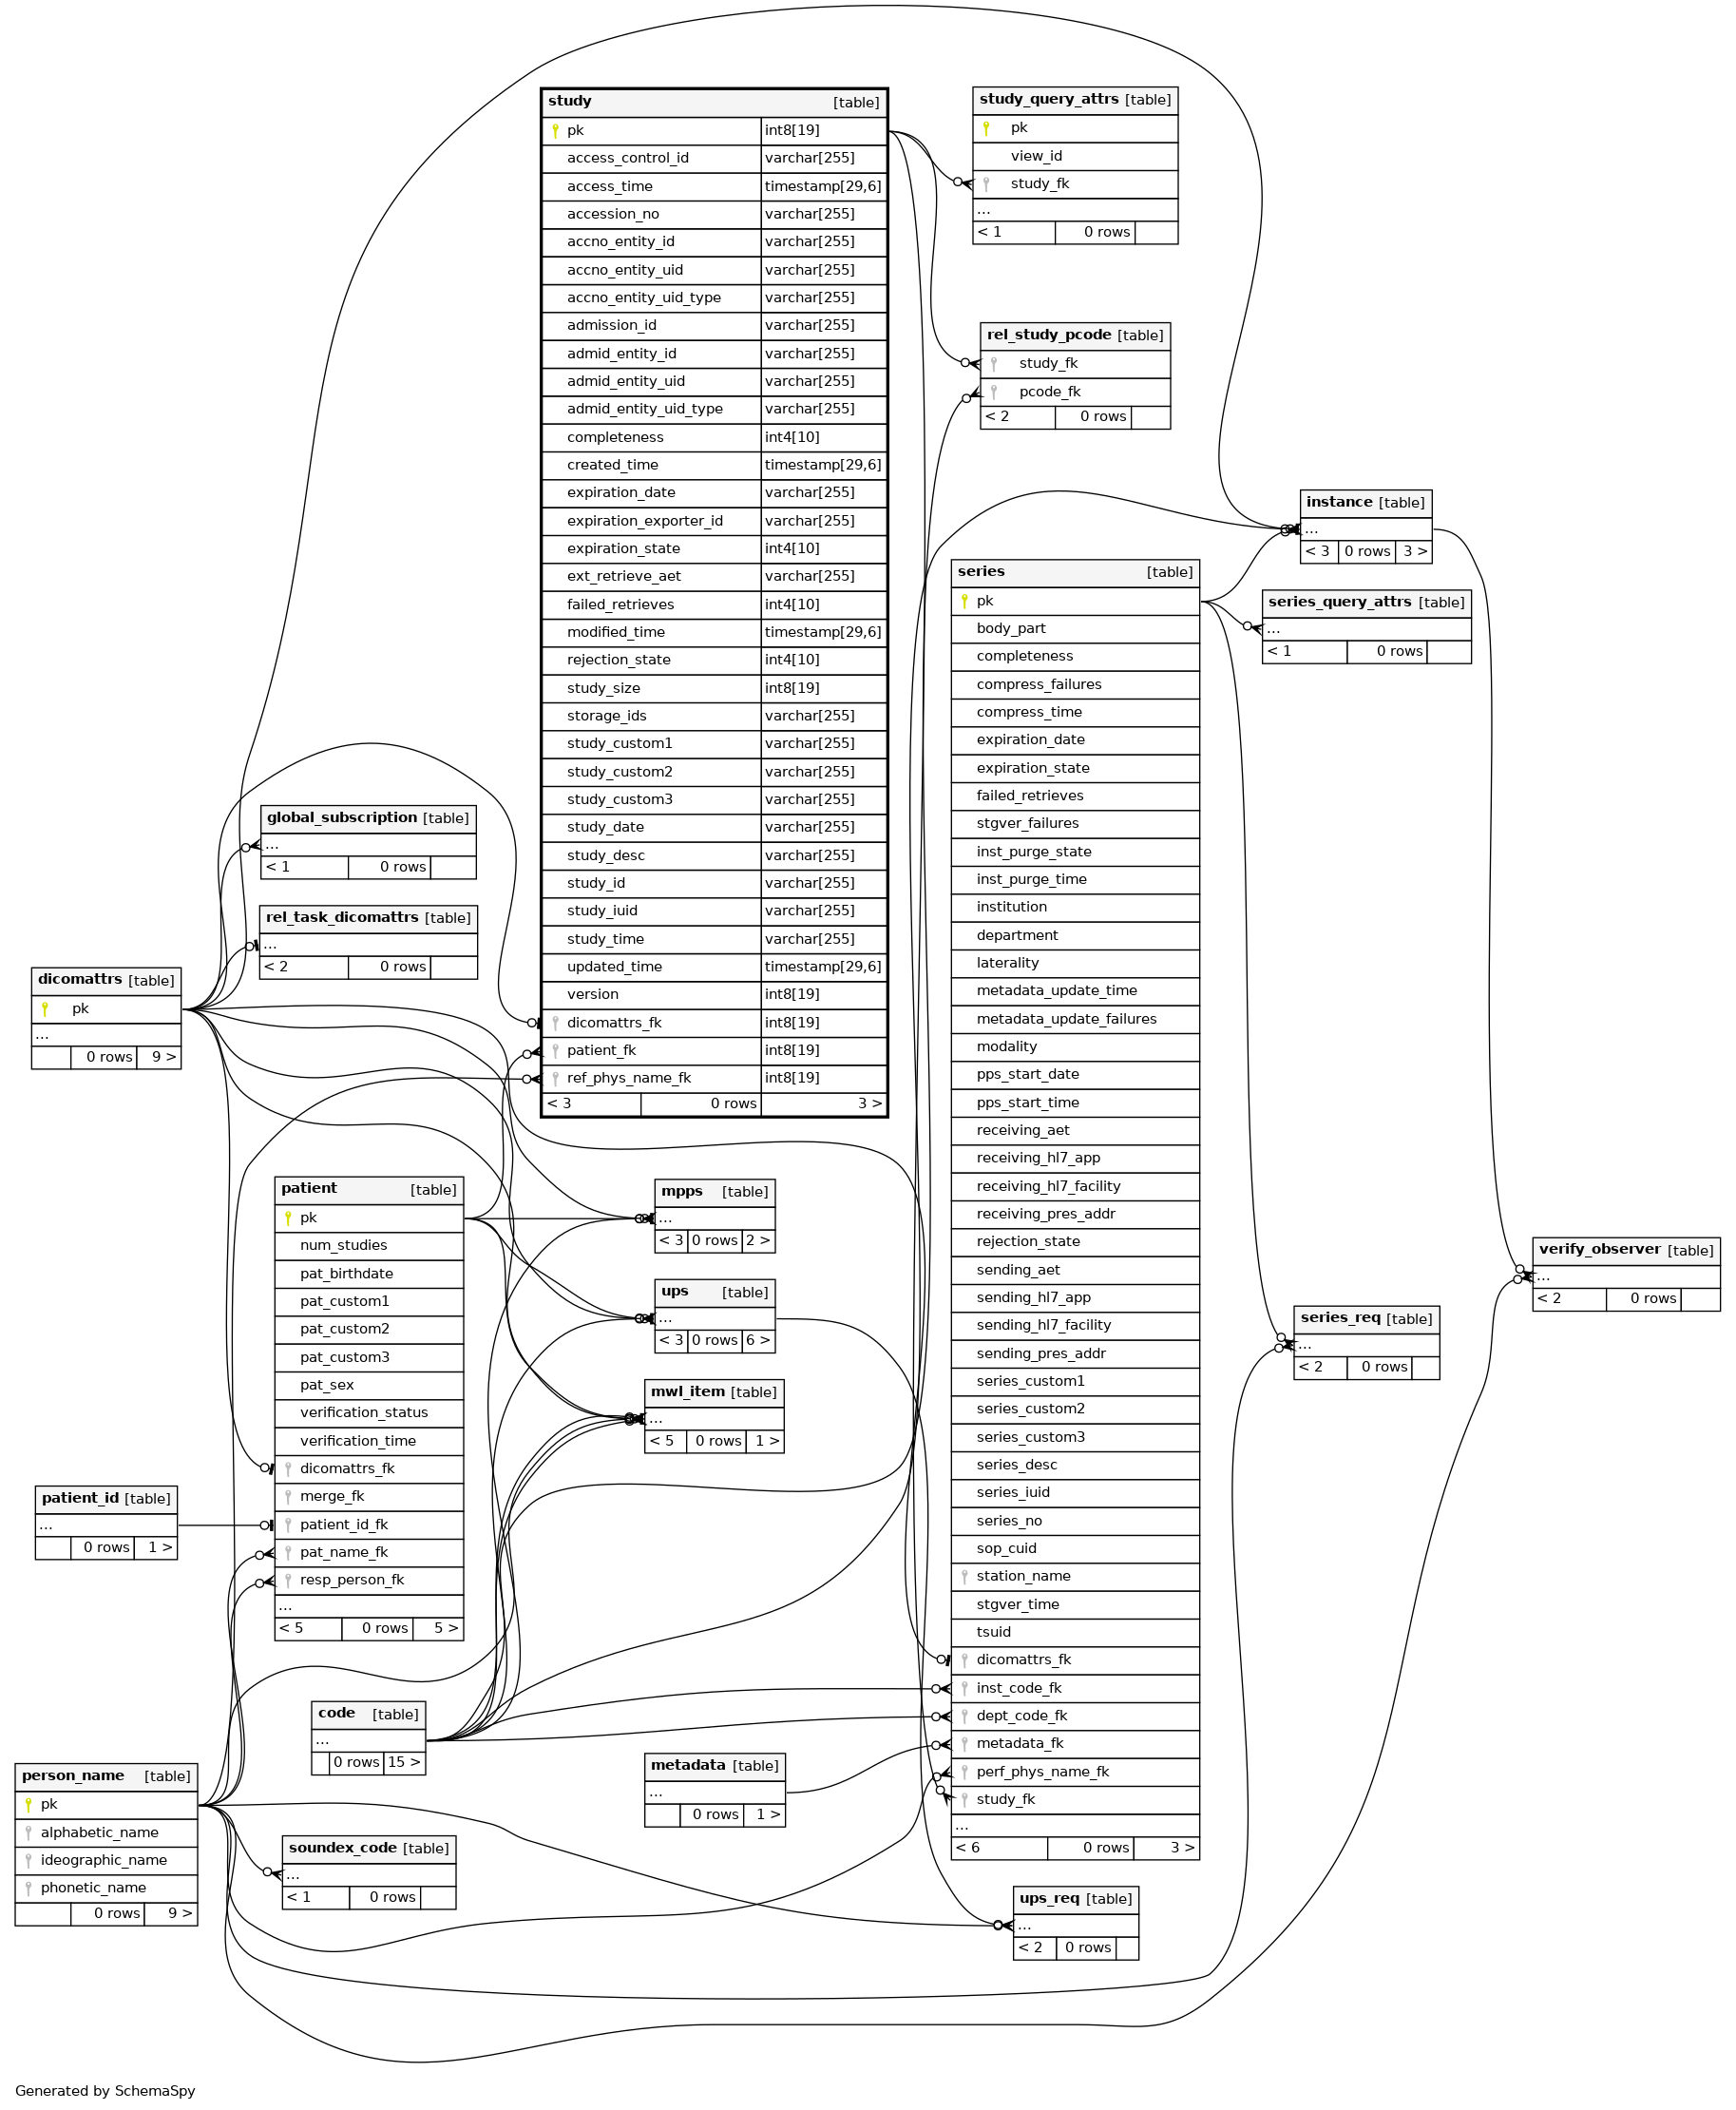 study [table]
pk int8[19]
access_control_id varchar[255]
access_time timestamp[29,6]
accession_no varchar[255]
accno_entity_id varchar[255]
accno_entity_uid varchar[255]
accno_entity_uid_type varchar[255]
admission_id varchar[255]
admid_entity_id varchar[255]
admid_entity_uid varchar[255]
admid_entity_uid_type varchar[255]
completeness int4[10]
created_time timestamp[29,6]
expiration_date varchar[255]
expiration_exporter_id varchar[255]
expiration_state int4[10]
ext_retrieve_aet varchar[255]
failed_retrieves int4[10]
modified_time timestamp[29,6]
rejection_state int4[10]
study_size int8[19]
storage_ids varchar[255]
study_custom1 varchar[255]
study_custom2 varchar[255]
study_custom3 varchar[255]
study_date varchar[255]
study_desc varchar[255]
study_id varchar[255]
study_iuid varchar[255]
study_time varchar[255]
updated_time timestamp[29,6]
version int8[19]
dicomattrs_fk int8[19]
patient_fk int8[19]
ref_phys_name_fk int8[19]
< 3 0 rows 3 >
study_query_attrs [table]
pk
view_id
study_fk
...
< 1 0 rows
rel_study_pcode [table]
study_fk
pcode_fk
< 2 0 rows
instance [table]
...
< 3 0 rows 3 >
series_query_attrs [table]
...
< 1 0 rows
series [table]
pk
body_part
completeness
compress_failures
compress_time
expiration_date
expiration_state
failed_retrieves
stgver_failures
inst_purge_state
inst_purge_time
institution
department
laterality
metadata_update_time
metadata_update_failures
modality
pps_start_date
pps_start_time
receiving_aet
receiving_hl7_app
receiving_hl7_facility
receiving_pres_addr
rejection_state
sending_aet
sending_hl7_app
sending_hl7_facility
sending_pres_addr
series_custom1
series_custom2
series_custom3
series_desc
series_iuid
series_no
sop_cuid
station_name
stgver_time
tsuid
dicomattrs_fk
inst_code_fk
dept_code_fk
metadata_fk
perf_phys_name_fk
study_fk
...
< 6 0 rows 3 >
global_subscription [table]
...
< 1 0 rows
rel_task_dicomattrs [table]
...
< 2 0 rows
dicomattrs [table]
pk
...
0 rows 9 >
patient [table]
pk
num_studies
pat_birthdate
pat_custom1
pat_custom2
pat_custom3
pat_sex
verification_status
verification_time
dicomattrs_fk
merge_fk
patient_id_fk
pat_name_fk
resp_person_fk
...
< 5 0 rows 5 >
mpps [table]
...
< 3 0 rows 2 >
ups [table]
...
< 3 0 rows 6 >
mwl_item [table]
...
< 5 0 rows 1 >
verify_observer [table]
...
< 2 0 rows
series_req [table]
...
< 2 0 rows
patient_id [table]
...
0 rows 1 >
code [table]
...
0 rows 15 >
metadata [table]
...
0 rows 1 >
person_name [table]
pk
alphabetic_name
ideographic_name
phonetic_name
0 rows 9 >
soundex_code [table]
...
< 1 0 rows
ups_req [table]
...
< 2 0 rows
Generated by SchemaSpy